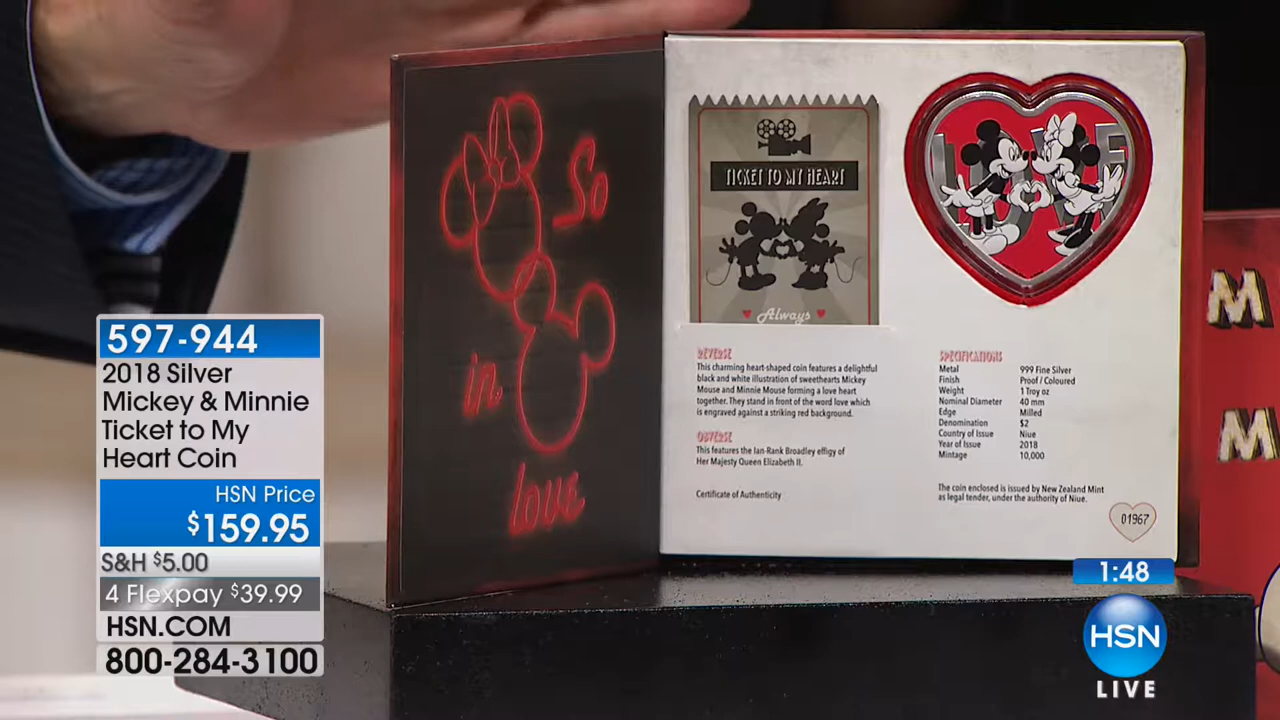 So
in
love
TICKET TO MY HEART
Always
LOVE
REVERSE
This charming heart-shaped coin features a delightful
black and white illustration of sweethearts Mickey
Mouse and Minnie Mouse forming a love heart
together. They stand in front of the word love which
is engraved against a striking red background.
OBVERSE
This features the Ian-Rank Broadley effigy of
Her Majesty Queen Elizabeth II.
Certificate of Authenticity
SPECIFICATIONS
Metal 999 Fine Silver
Finish Proof / Coloured
Weight 1 Troy oz
Nominal Diameter 40 mm
Edge Milled
Denomination $2
Country of Issue Niue
Year of Issue 2018
Mintage 10,000
The coin enclosed is issued by New Zealand Mint
as legal tender, under the authority of Niue.
01967
M
M
597-944
2018 Silver
Mickey & Minnie
Ticket to My
Heart Coin
HSN Price
$159.95
S&H $5.00
4 Flexpay $39.99
HSN.COM
800-284-3100
1:48
HSN
LIVE